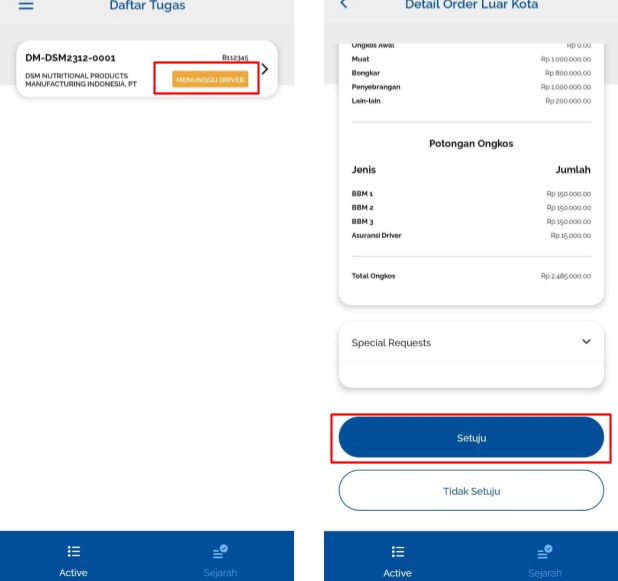 Daftar Tugas
DM-DSM2312-0001
B112345
DSM NUTRITIONAL PRODUCTS
MANUFACTURING INDONESIA, PT
MENUNGGU DRIVER
Active
Sejarah
Detail Order Luar Kota
Ongkos Awal Rp 0.00
Muat Rp 1.000.000.00
Bongkar Rp 800.000.00
Penyebrangan Rp 1.000.000.00
Lain-lain Rp 200.000.00
Potongan Ongkos
Jenis Jumlah
BBM 1 Rp 150.000.00
BBM 2 Rp 150.000.00
BBM 3 Rp 150.000.00
Asuransi Driver Rp 15.000.00
Total Ongkos Rp 2.485.000.00
Special Requests
Setuju
Tidak Setuju
Active
Sejarah